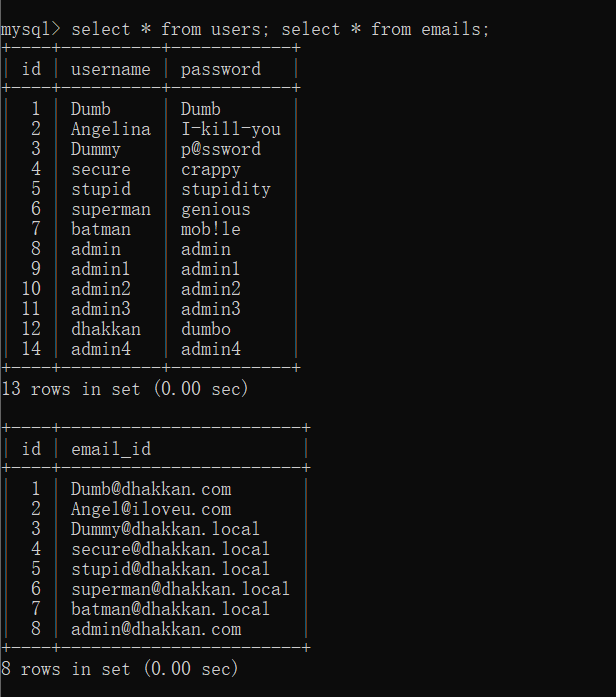 mysql> select * from users; select * from emails;
+----+----------+------------+
| id | username | password   |
+----+----------+------------+
|  1 | Dumb     | Dumb       |
|  2 | Angelina | I-kill-you |
|  3 | Dummy    | p@ssword   |
|  4 | secure   | crappy     |
|  5 | stupid   | stupidity  |
|  6 | superman | genious    |
|  7 | batman   | mob!le     |
|  8 | admin    | admin      |
|  9 | admin1   | admin1     |
| 10 | admin2   | admin2     |
| 11 | admin3   | admin3     |
| 12 | dhakkan  | dumbo      |
| 14 | admin4   | admin4     |
+----+----------+------------+
13 rows in set (0.00 sec)
+----+------------------------+
| id | email_id               |
+----+------------------------+
|  1 | Dumb@dhakkan.com       |
|  2 | Angel@iloveu.com       |
|  3 | Dummy@dhakkan.local    |
|  4 | secure@dhakkan.local   |
|  5 | stupid@dhakkan.local   |
|  6 | superman@dhakkan.local |
|  7 | batman@dhakkan.local   |
|  8 | admin@dhakkan.com      |
+----+------------------------+
8 rows in set (0.00 sec)